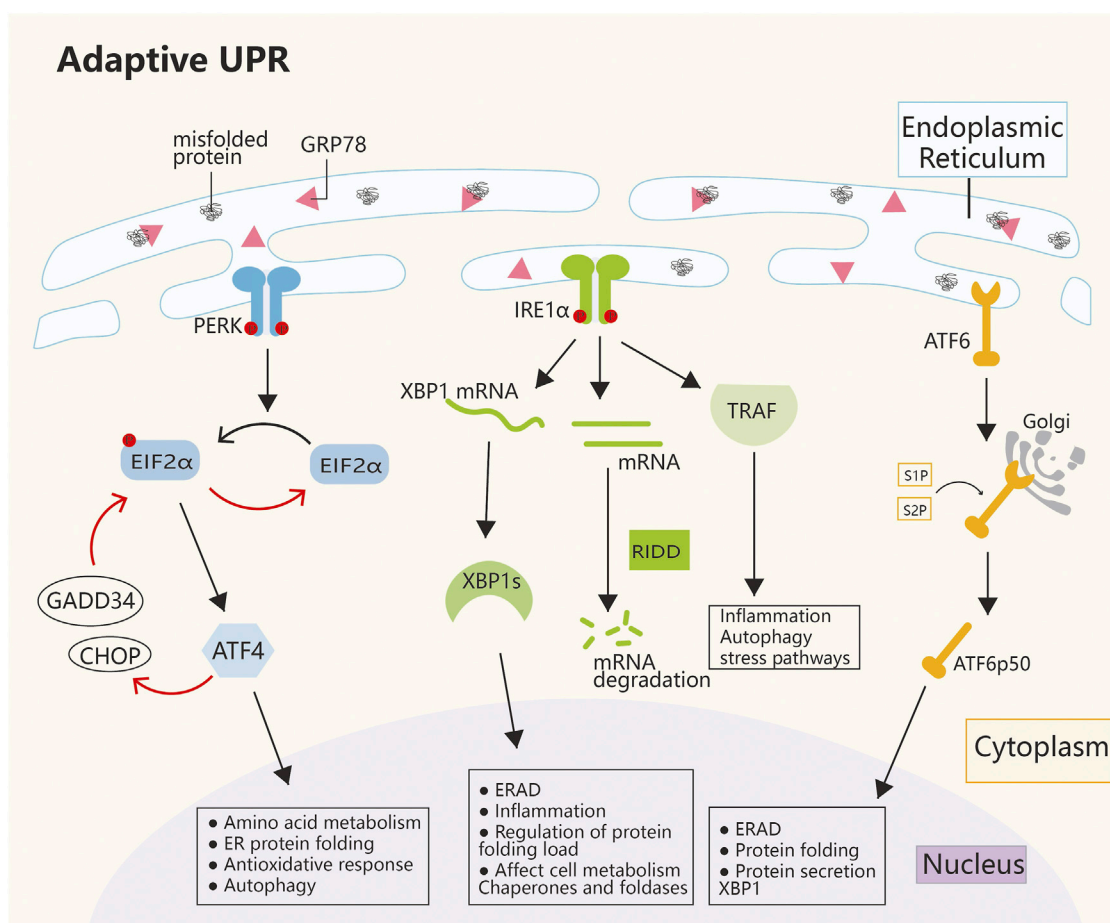 Adaptive UPR
misfolded
protein
GRP78
Endoplasmic
Reticulum
PERK
IRE1α
ATF6
XBP1 mRNA
TRAF
Golgi
EIF2α
EIF2α
mRNA
S1P
S2P
RIDD
XBP1s
GADD34
CHOP
ATF4
mRNA
degradation
Inflammation
Autophagy
stress pathways
ATF6p50
Cytoplasm
● Amino acid metabolism
● ER protein folding
● Antioxidative response
● Autophagy
● ERAD
● Inflammation
● Regulation of protein
folding load
● Affect cell metabolism
Chaperones and foldases
● ERAD
● Protein folding
● Protein secretion
XBP1
Nucleus